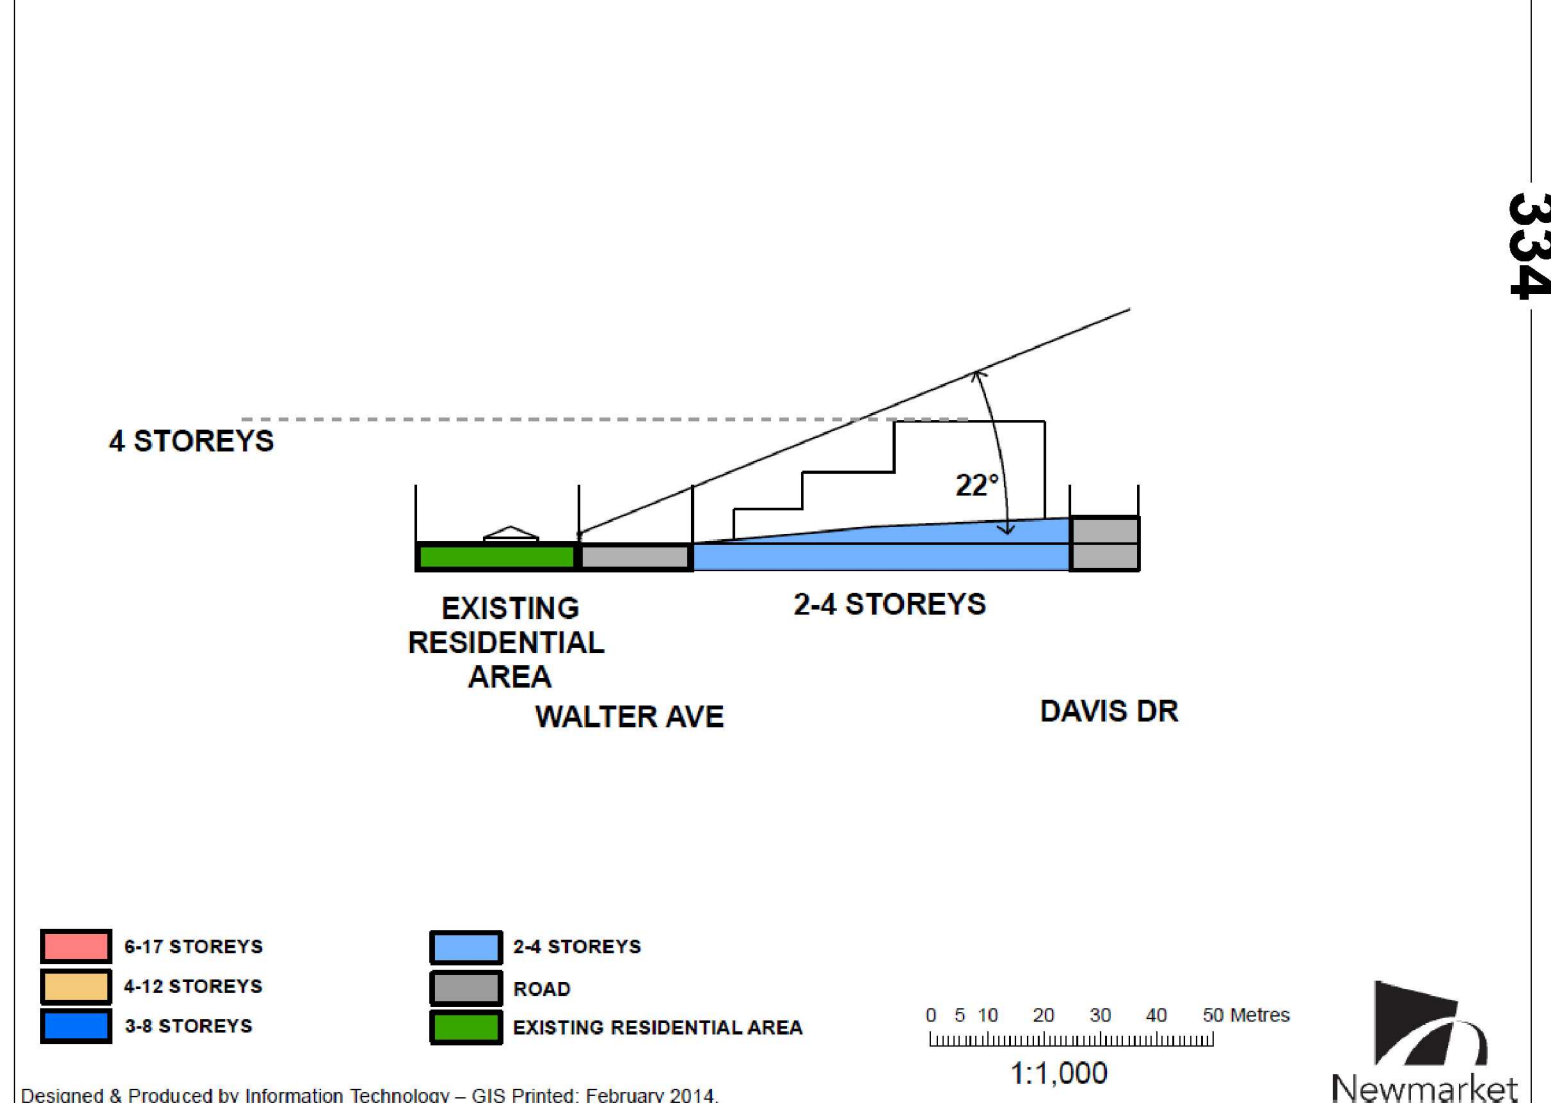 334
4 STOREYS
22°
EXISTING
RESIDENTIAL
AREA
2-4 STOREYS
WALTER AVE
DAVIS DR
6-17 STOREYS
4-12 STOREYS
3-8 STOREYS
2-4 STOREYS
ROAD
EXISTING RESIDENTIAL AREA
0 5 10 20 30 40 50 Metres
1:1,000
Newmarket
Designed & Produced by Information Technology – GIS Printed: February 2014.